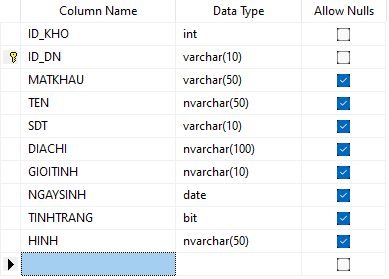 Column Name Data Type Allow Nulls
ID_KHO int
ID_DN varchar(10)
MATKHAU varchar(50)
TEN nvarchar(50)
SDT varchar(10)
DIACHI nvarchar(100)
GIOITINH nvarchar(10)
NGAYSINH date
TINHTRANG bit
HINH nvarchar(50)